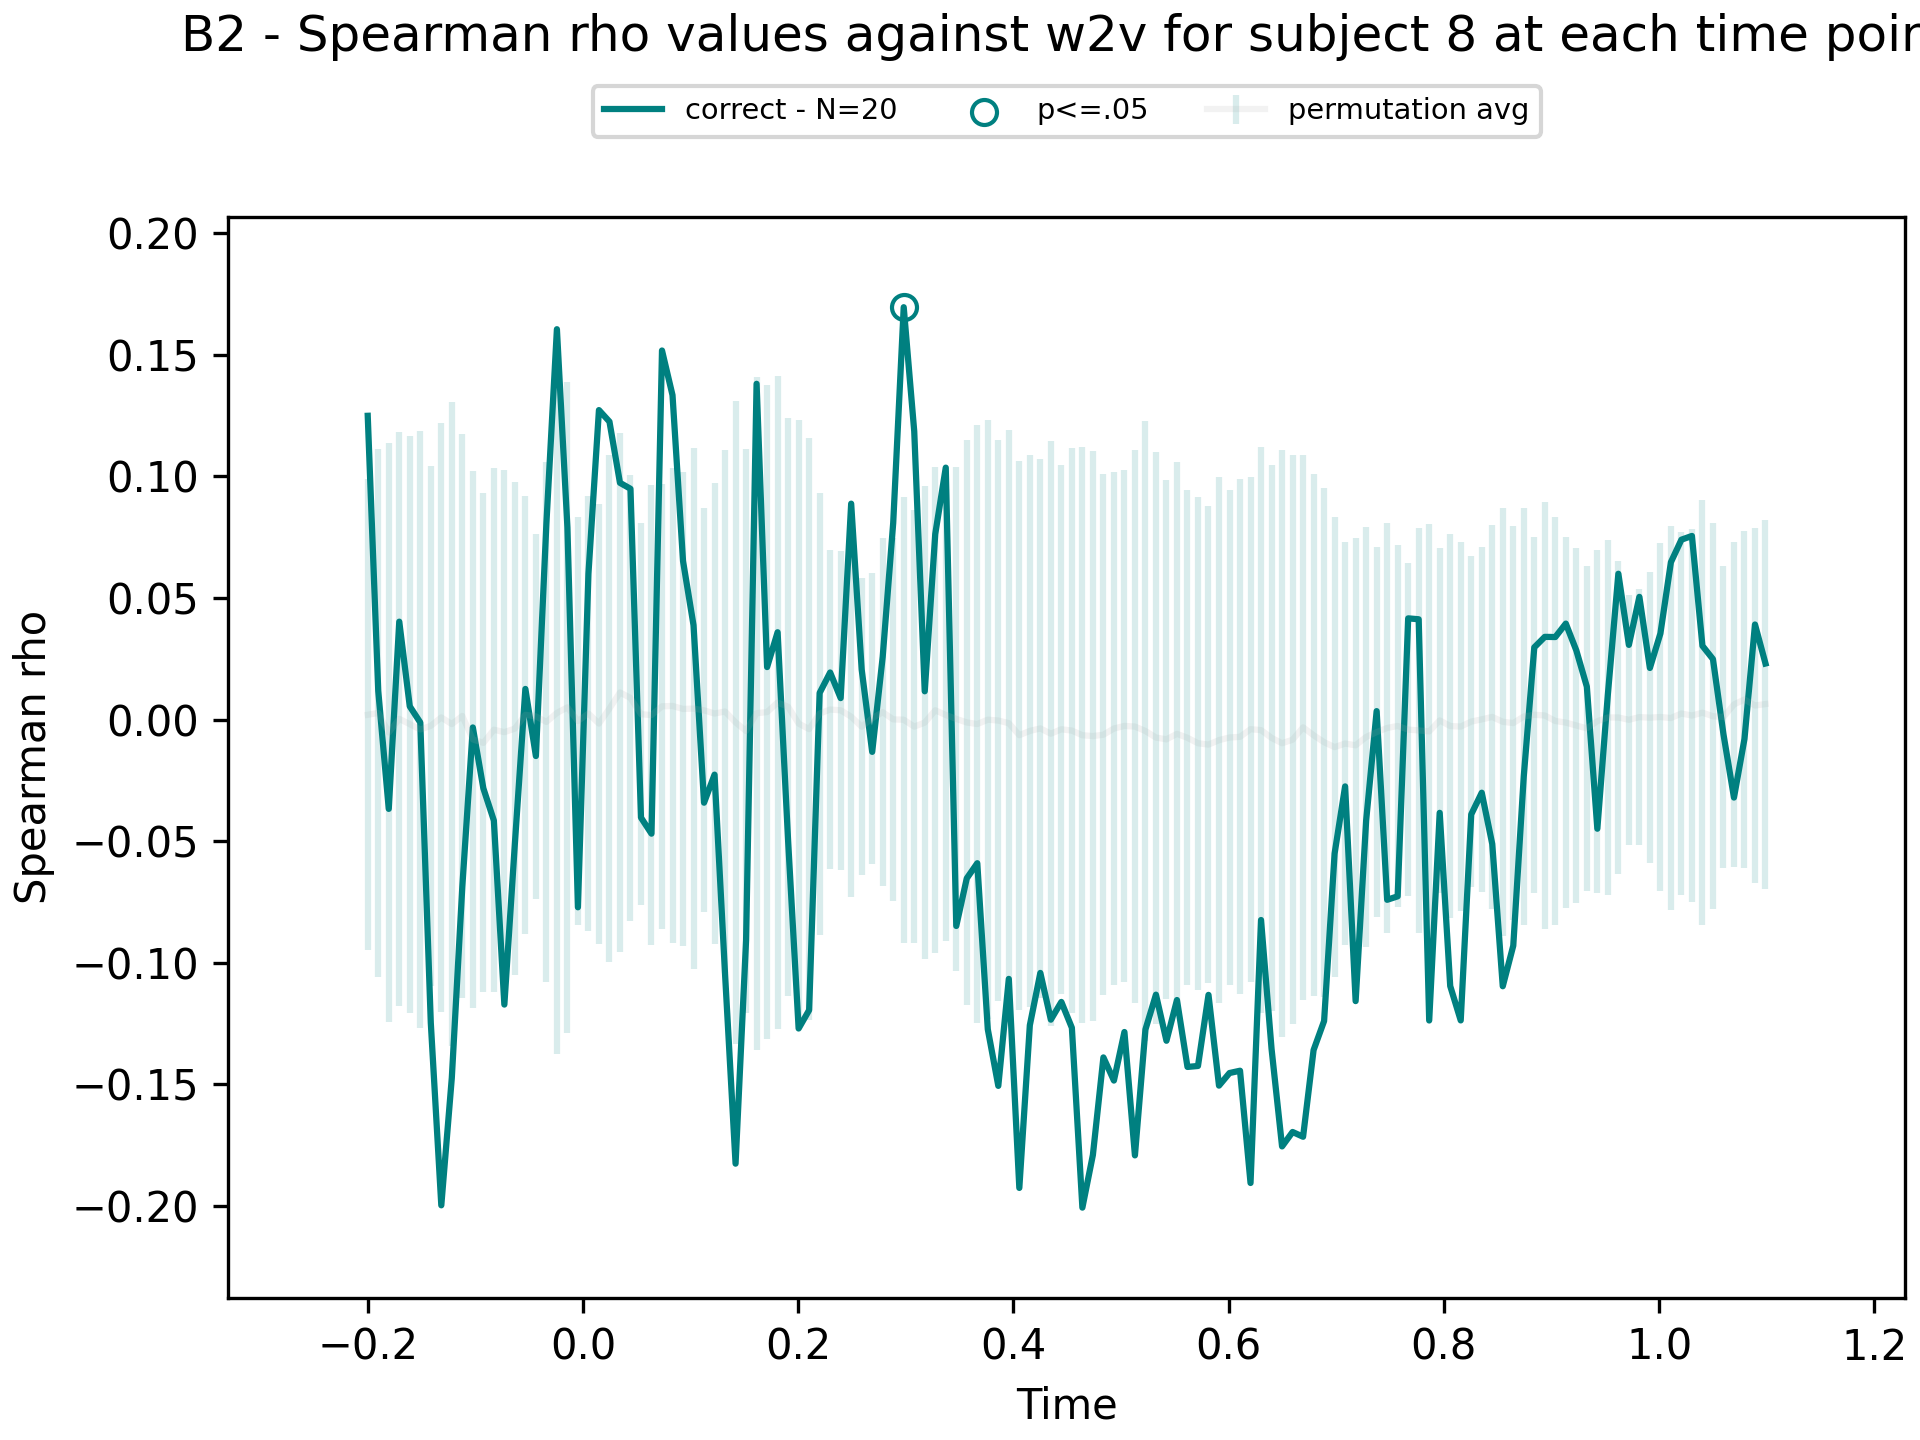 B2 - Spearman rho values against w2v for subject 8 at each time poin
correct - N=20 p<=.05 permutation avg
0.20
0.15
0.10
0.05
0.00
−0.05
−0.10
−0.15
−0.20
Spearman rho
−0.2 0.0 0.2 0.4 0.6 0.8 1.0 1.2
Time